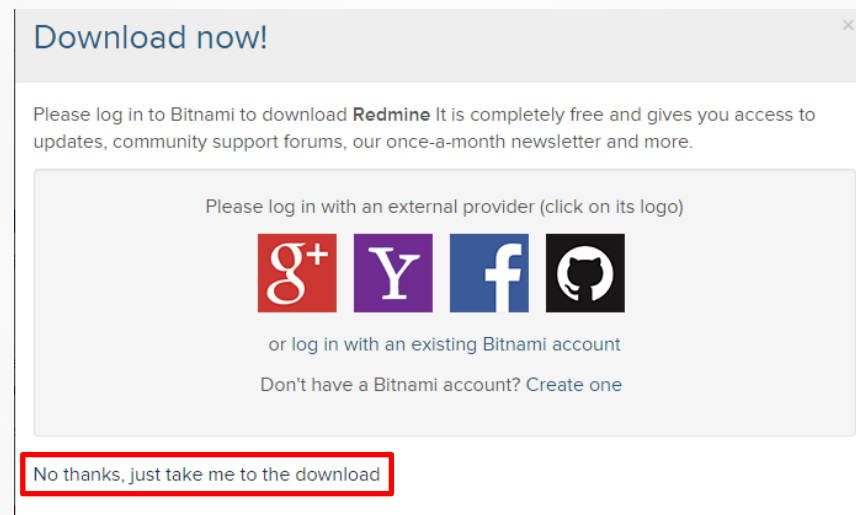 Download now!
×
Please log in to Bitnami to download Redmine It is completely free and gives you access to
updates, community support forums, our once-a-month newsletter and more.
Please log in with an external provider (click on its logo)
g+ Y f
or log in with an existing Bitnami account
Don't have a Bitnami account? Create one
No thanks, just take me to the download